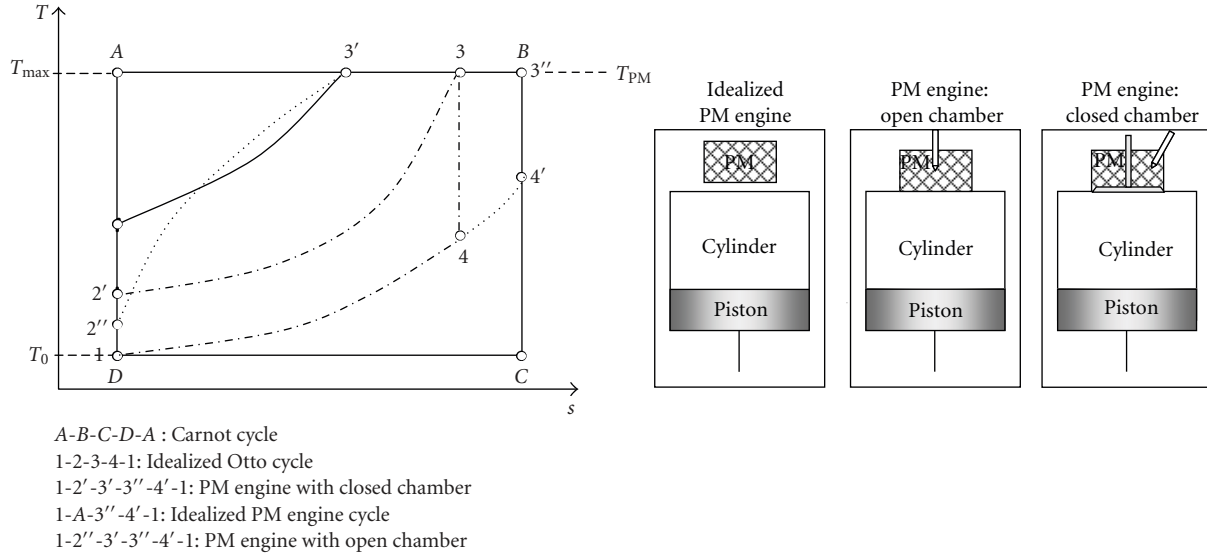 T
A
3′
3
B
T_max
3′′
T_PM
4′
4
2′
2′′
T_0
1
D
C
s
A-B-C-D-A : Carnot cycle
1-2-3-4-1: Idealized Otto cycle
1-2′-3′-3′′-4′-1: PM engine with closed chamber
1-A-3′′-4′-1: Idealized PM engine cycle
1-2′′-3′-3′′-4′-1: PM engine with open chamber
Idealized
PM engine
PM
Cylinder
Piston
PM engine:
open chamber
PM
Cylinder
Piston
PM engine:
closed chamber
PM
Cylinder
Piston